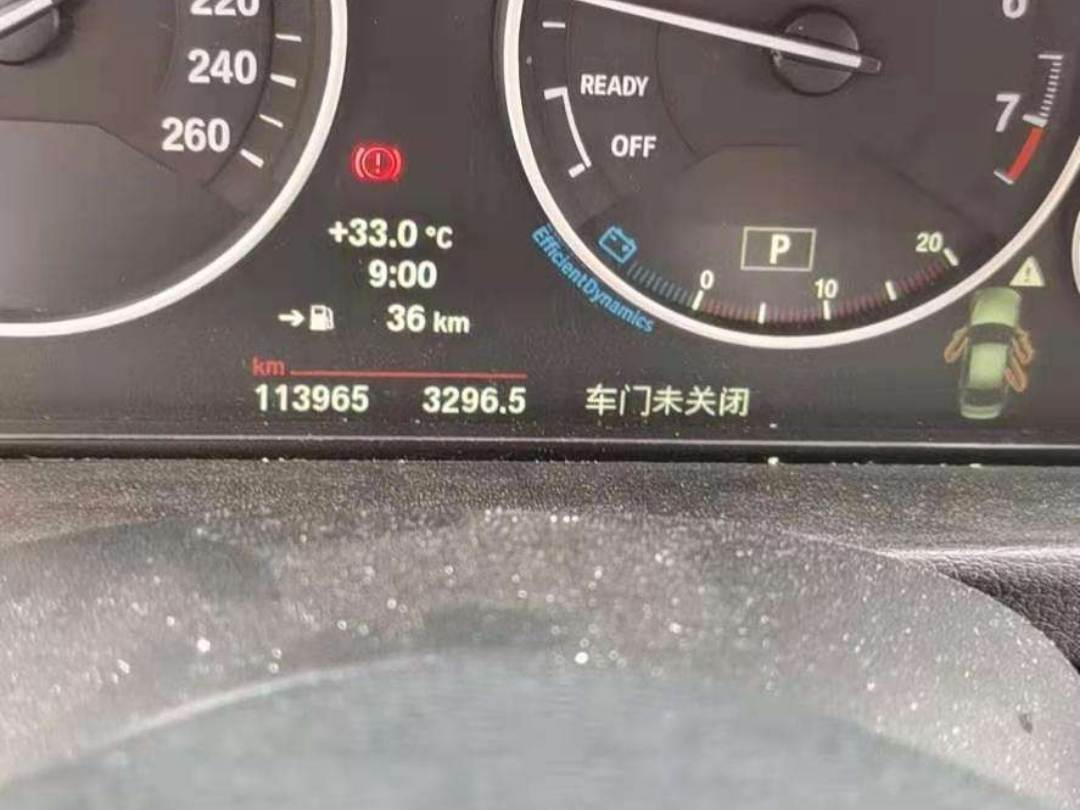 220
240
260
+33.0 °C
9:00
36 km
km
113965 3296.5
READY
OFF
7
EfficientDynamics
P
0
10
20
车门未关闭